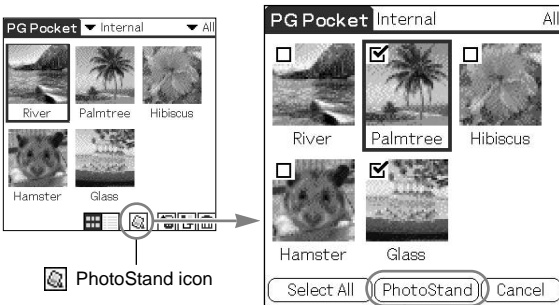 PG Pocket Internal All
River Palmtree Hibiscus
Hamster Glass
PhotoStand icon
PG Pocket Internal All
River Palmtree Hibiscus
Hamster Glass
Select All PhotoStand Cancel